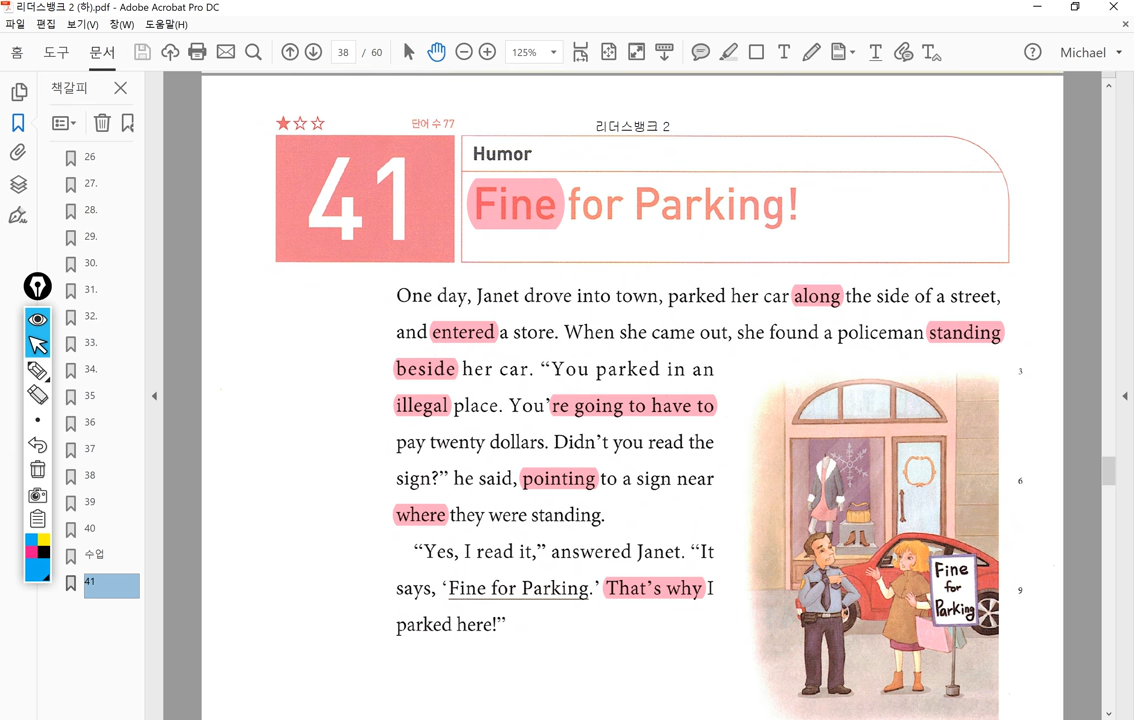 리더스뱅크 2 (하).pdf - Adobe Acrobat Pro DC
파일 편집 보기(V) 창(W) 도움말(H)
홈 도구 문서 38 / 60 125% Michael
책갈피
26
27.
28.
29.
30.
31.
32.
33.
34.
35
36
37
38
39
40
수업
41
단어 수 77
리더스뱅크 2
41
Humor
Fine for Parking!
One day, Janet drove into town, parked her car along the side of a street,
and entered a store. When she came out, she found a policeman standing
beside her car. “You parked in an
3
illegal place. You’re going to have to
pay twenty dollars. Didn’t you read the
sign?” he said, pointing to a sign near
6
where they were standing.
“Yes, I read it,” answered Janet. “It
says, ‘Fine for Parking.’ That’s why I
9
parked here!”
Fine
for
Parking